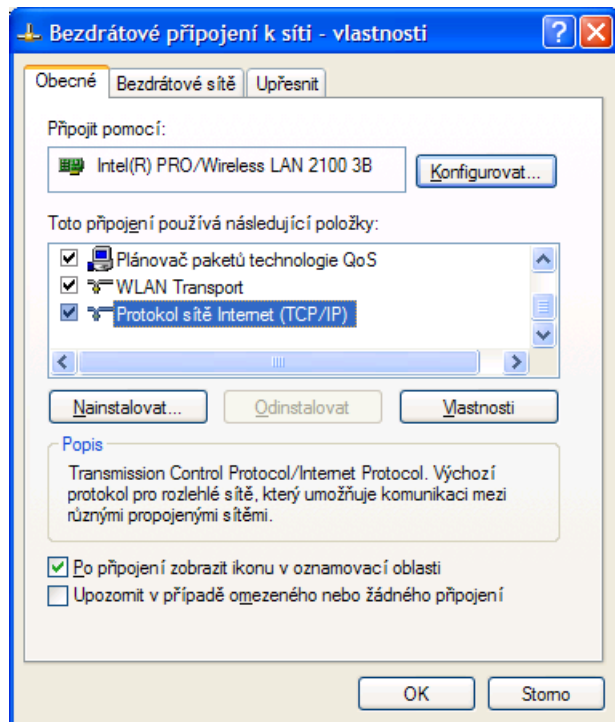 Bezdrátové připojení k síti - vlastnosti
Obecné Bezdrátové sítě Upřesnit
Připojit pomocí:
Intel(R) PRO/Wireless LAN 2100 3B Konfigurovat...
Toto připojení používá následující položky:
Plánovač paketů technologie QoS
WLAN Transport
Protokol sítě Internet (TCP/IP)
Nainstalovat... Odinstalovat Vlastnosti
Popis
Transmission Control Protocol/Internet Protocol. Výchozí
protokol pro rozlehlé sítě, který umožňuje komunikaci mezi
různými propojenými sítěmi.
Po připojení zobrazit ikonu v oznamovací oblasti
Upozornit v případě omezeného nebo žádného připojení
OK Storno